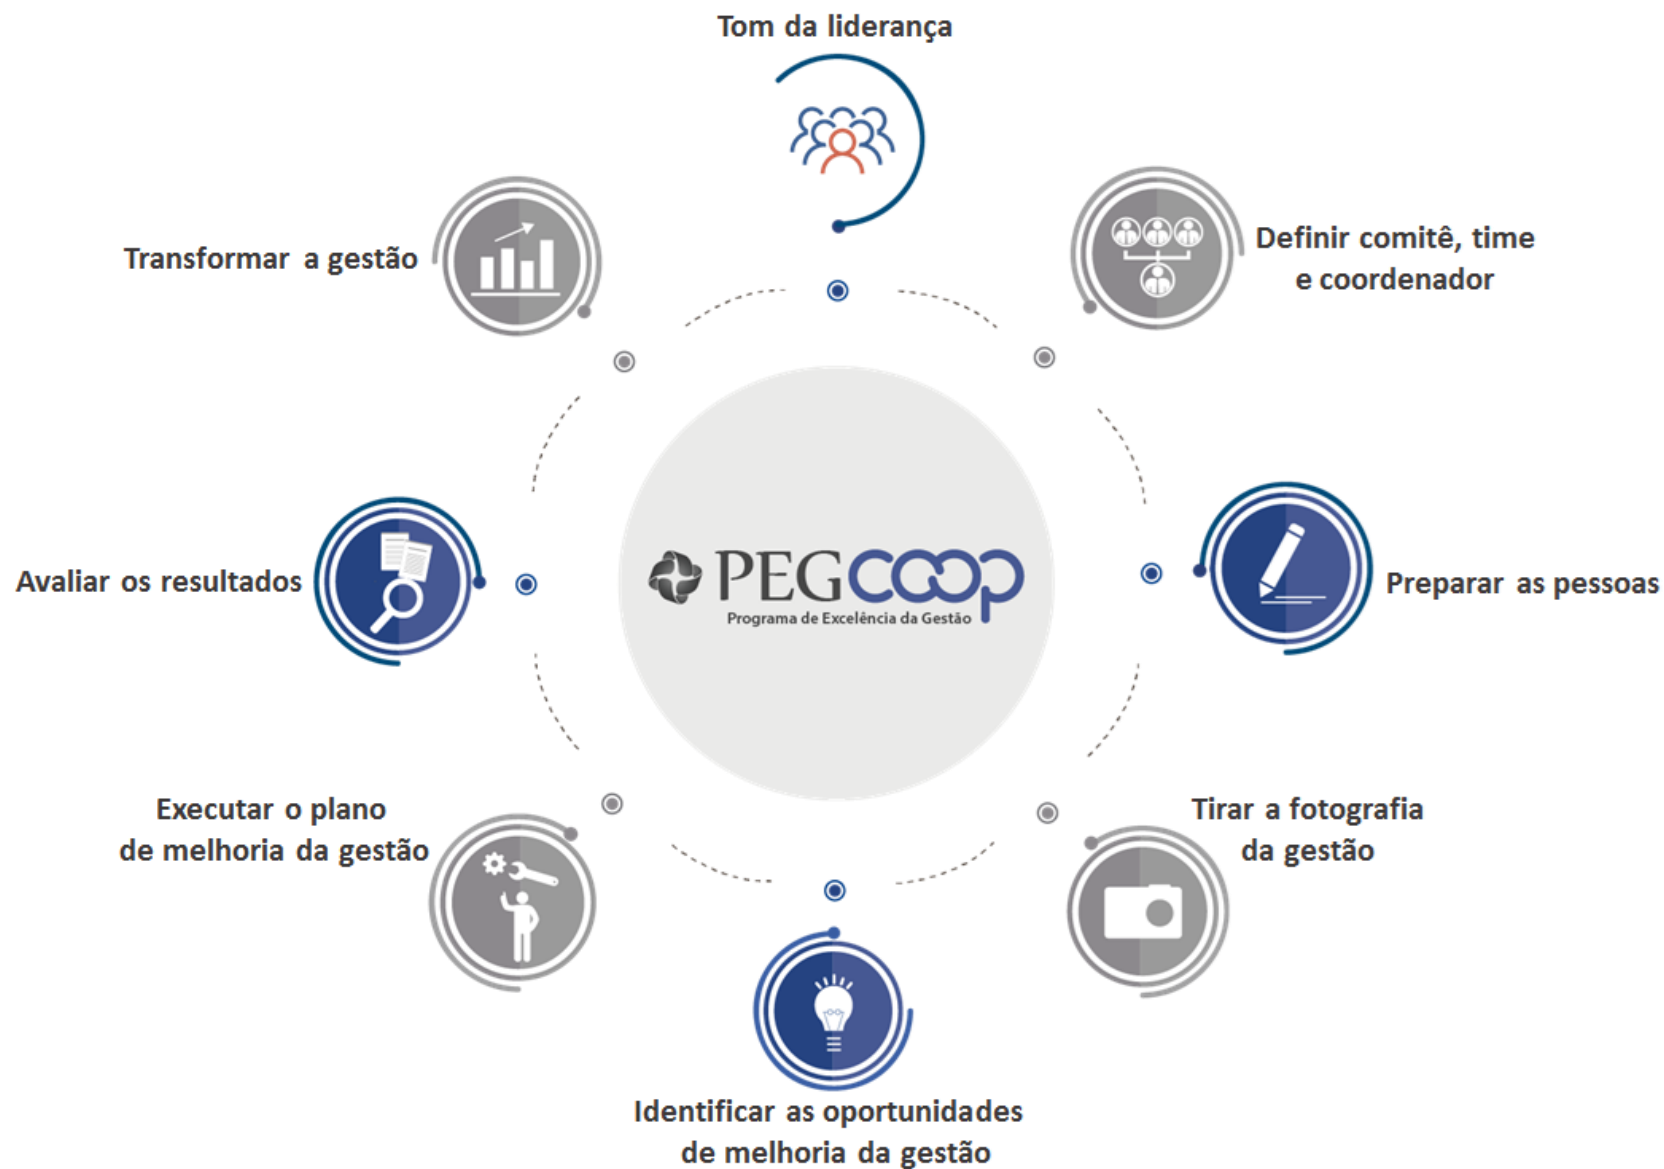 Tom da liderança
Definir comitê, time
e coordenador
Preparar as pessoas
Tirar a fotografia
da gestão
Identificar as oportunidades
de melhoria da gestão
Executar o plano
de melhoria da gestão
Avaliar os resultados
Transformar a gestão
PEGCOOP
Programa de Excelência da Gestão